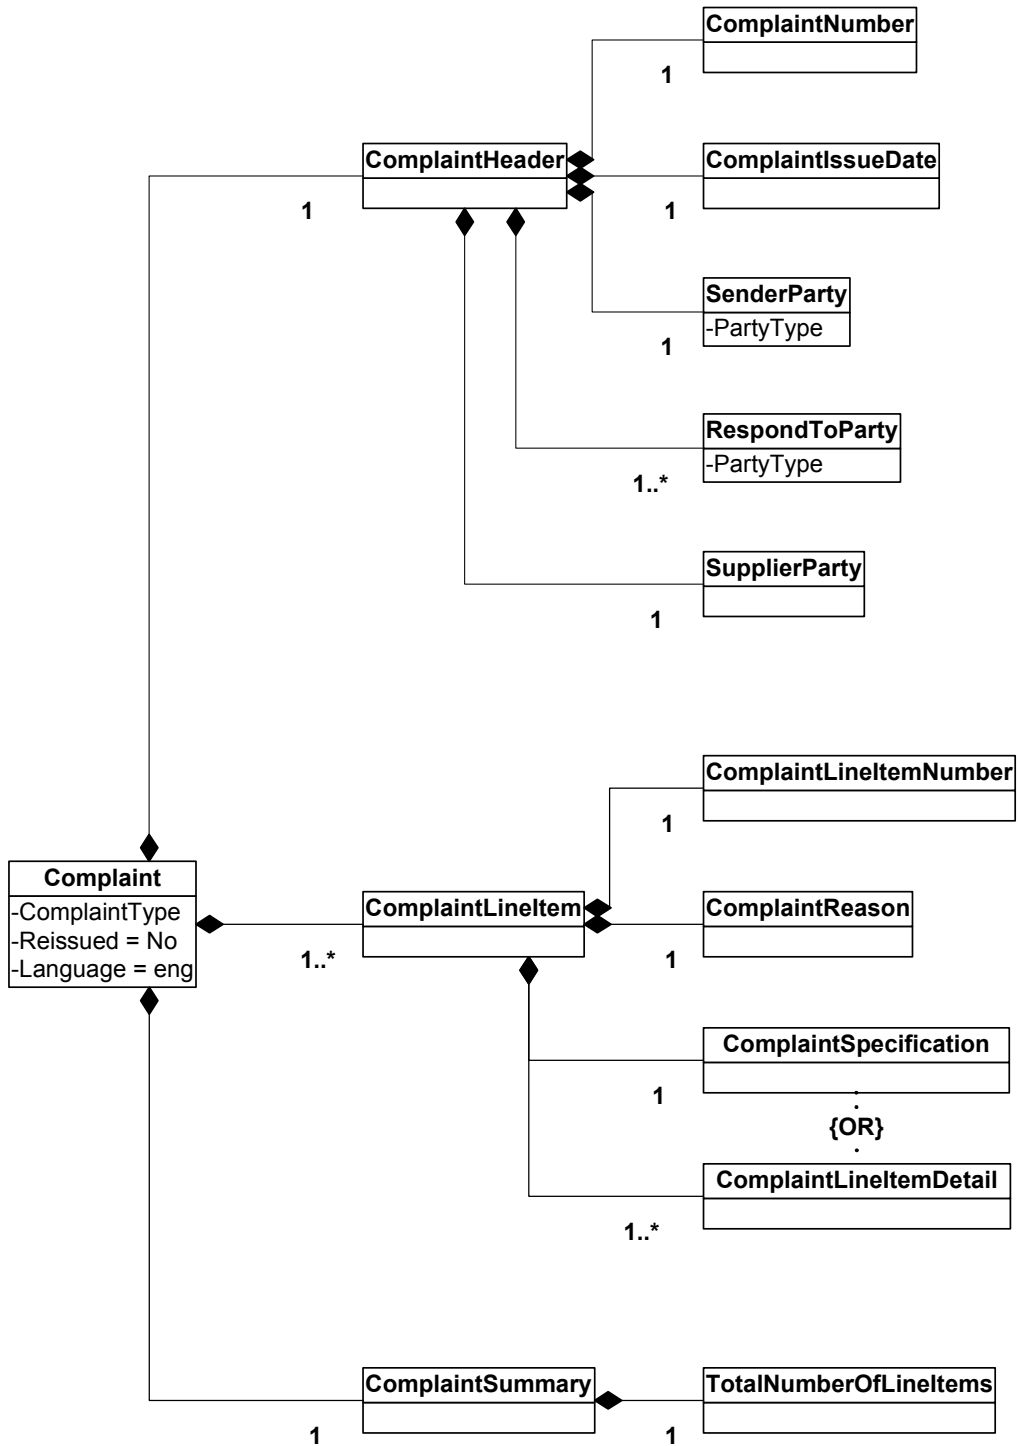 ComplaintNumber
1
ComplaintHeader
ComplaintIssueDate
1
1
SenderParty
-PartyType
1
RespondToParty
-PartyType
1..*
SupplierParty
1
ComplaintLineItemNumber
1
Complaint
-ComplaintType
-Reissued = No
-Language = eng
ComplaintLineItem
ComplaintReason
1..*
1
ComplaintSpecification
1
{OR}
ComplaintLineItemDetail
1..*
ComplaintSummary
TotalNumberOfLineItems
1
1